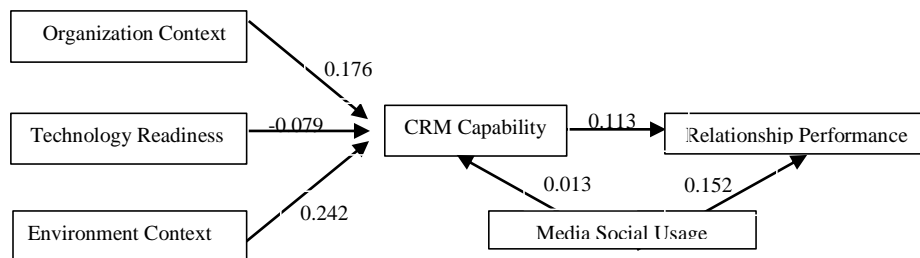 Organization Context
0.176
Technology Readiness
-0.079
CRM Capability
0.113
Relationship Performance
0.013
0.152
Environment Context
0.242
Media Social Usage